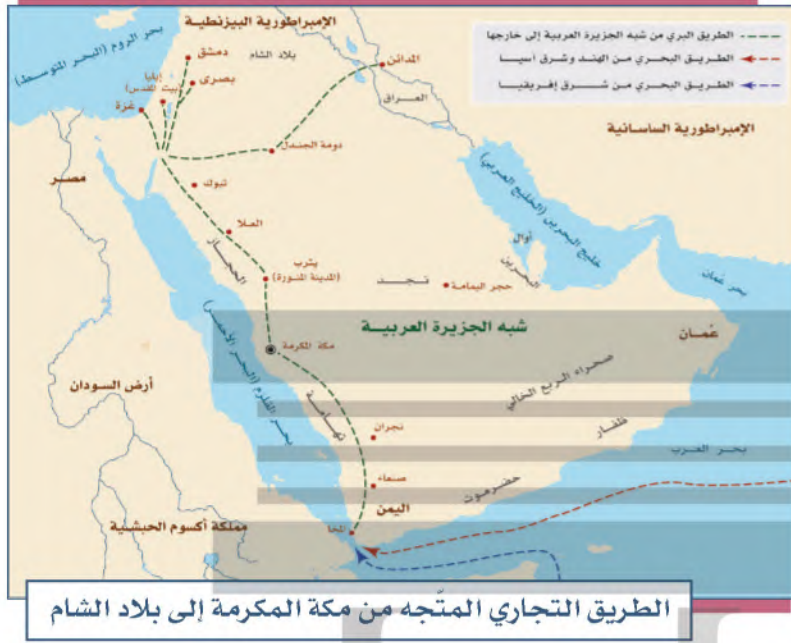 الإمبراطورية البيزنطية
بحر الروم (البحر المتوسط)
دمشق
بلاد الشام
بصرى
إيليا
(بيت المقدس)
غزة
المدائن
العراق
الطريق البري من شبه الجزيرة العربية إلى خارجها
الطريق البحري من الهند وشرق آسيا
الطريق البحري من شرق إفريقيا
الإمبراطورية الساسانية
مصر
دومة الجندل
تبوك
العلا
الحجاز
يثرب
(المدينة المنورة)
نجد
حجر اليمامة
أوال
البحرين
خليج البحرين (الخليج العربي)
بحر عُمان
عُمان
شبه الجزيرة العربية
مكة المكرمة
بحر القلزم (البحر الأحمر)
أرض السودان
تهامة
صحراء الربع الخالي
نجران
ظفار
بحر العرب
صنعاء
حضرموت
اليمن
المخا
مملكة أكسوم الحبشية
الطريق التجاري المتّجه من مكة المكرمة إلى بلاد الشام